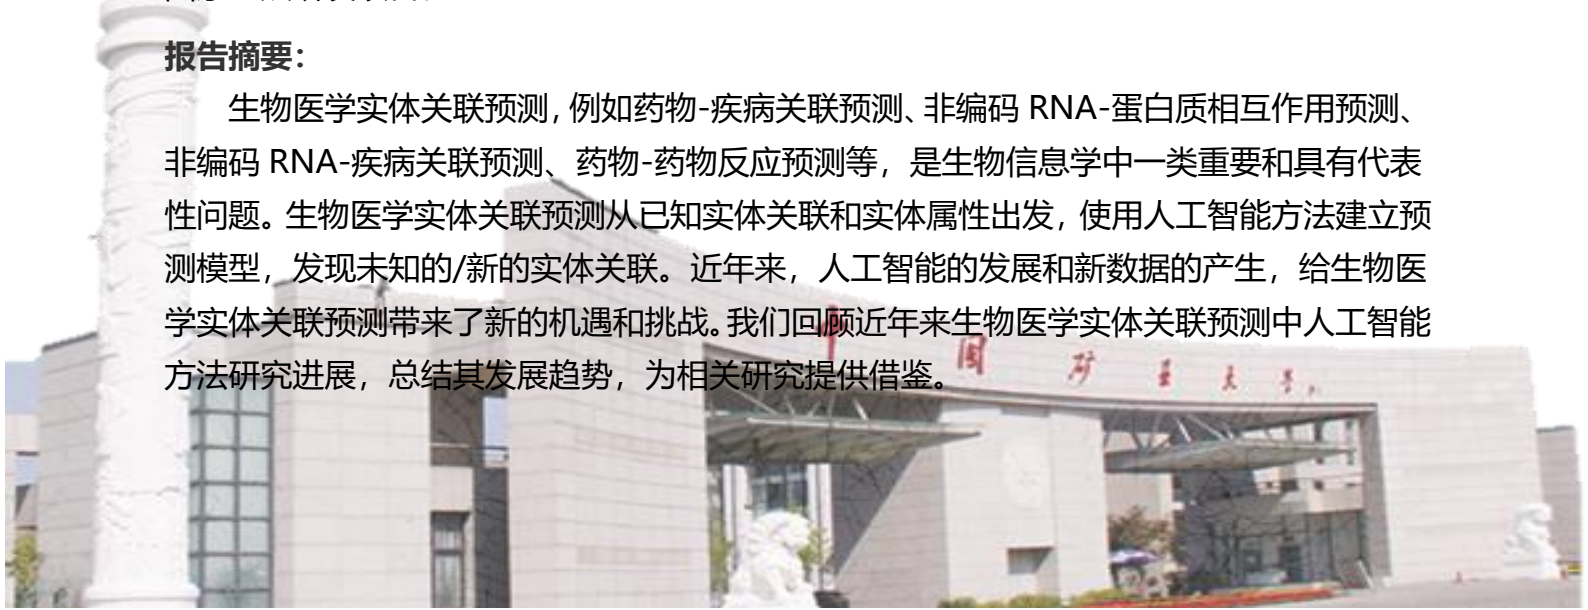 报告摘要：
生物医学实体关联预测，例如药物-疾病关联预测、非编码 RNA-蛋白质相互作用预测、
非编码 RNA-疾病关联预测、药物-药物反应预测等，是生物信息学中一类重要和具有代表
性问题。生物医学实体关联预测从已知实体关联和实体属性出发，使用人工智能方法建立预
测模型，发现未知的/新的实体关联。近年来，人工智能的发展和新数据的产生，给生物医
学实体关联预测带来了新的机遇和挑战。我们回顾近年来生物医学实体关联预测中人工智能
方法研究进展，总结其发展趋势，为相关研究提供借鉴。
中国矿业大学